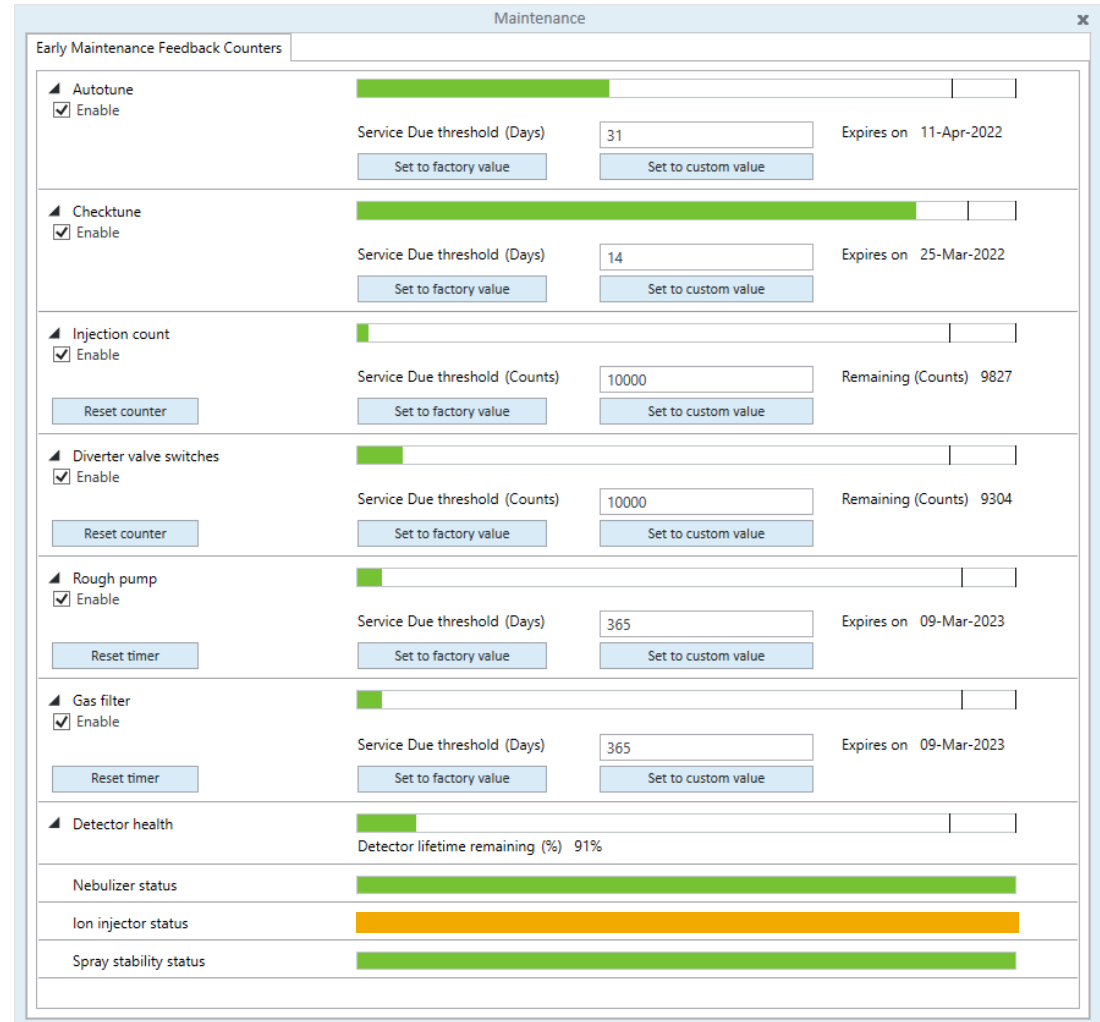 Maintenance x
Early Maintenance Feedback Counters
Autotune
Enable
Service Due threshold (Days) 31 Expires on 11-Apr-2022
Set to factory value Set to custom value
Checktune
Enable
Service Due threshold (Days) 14 Expires on 25-Mar-2022
Set to factory value Set to custom value
Injection count
Enable
Service Due threshold (Counts) 10000 Remaining (Counts) 9827
Reset counter Set to factory value Set to custom value
Diverter valve switches
Enable
Service Due threshold (Counts) 10000 Remaining (Counts) 9304
Reset counter Set to factory value Set to custom value
Rough pump
Enable
Service Due threshold (Days) 365 Expires on 09-Mar-2023
Reset timer Set to factory value Set to custom value
Gas filter
Enable
Service Due threshold (Days) 365 Expires on 09-Mar-2023
Reset timer Set to factory value Set to custom value
Detector health
Detector lifetime remaining (%) 91%
Nebulizer status
Ion injector status
Spray stability status